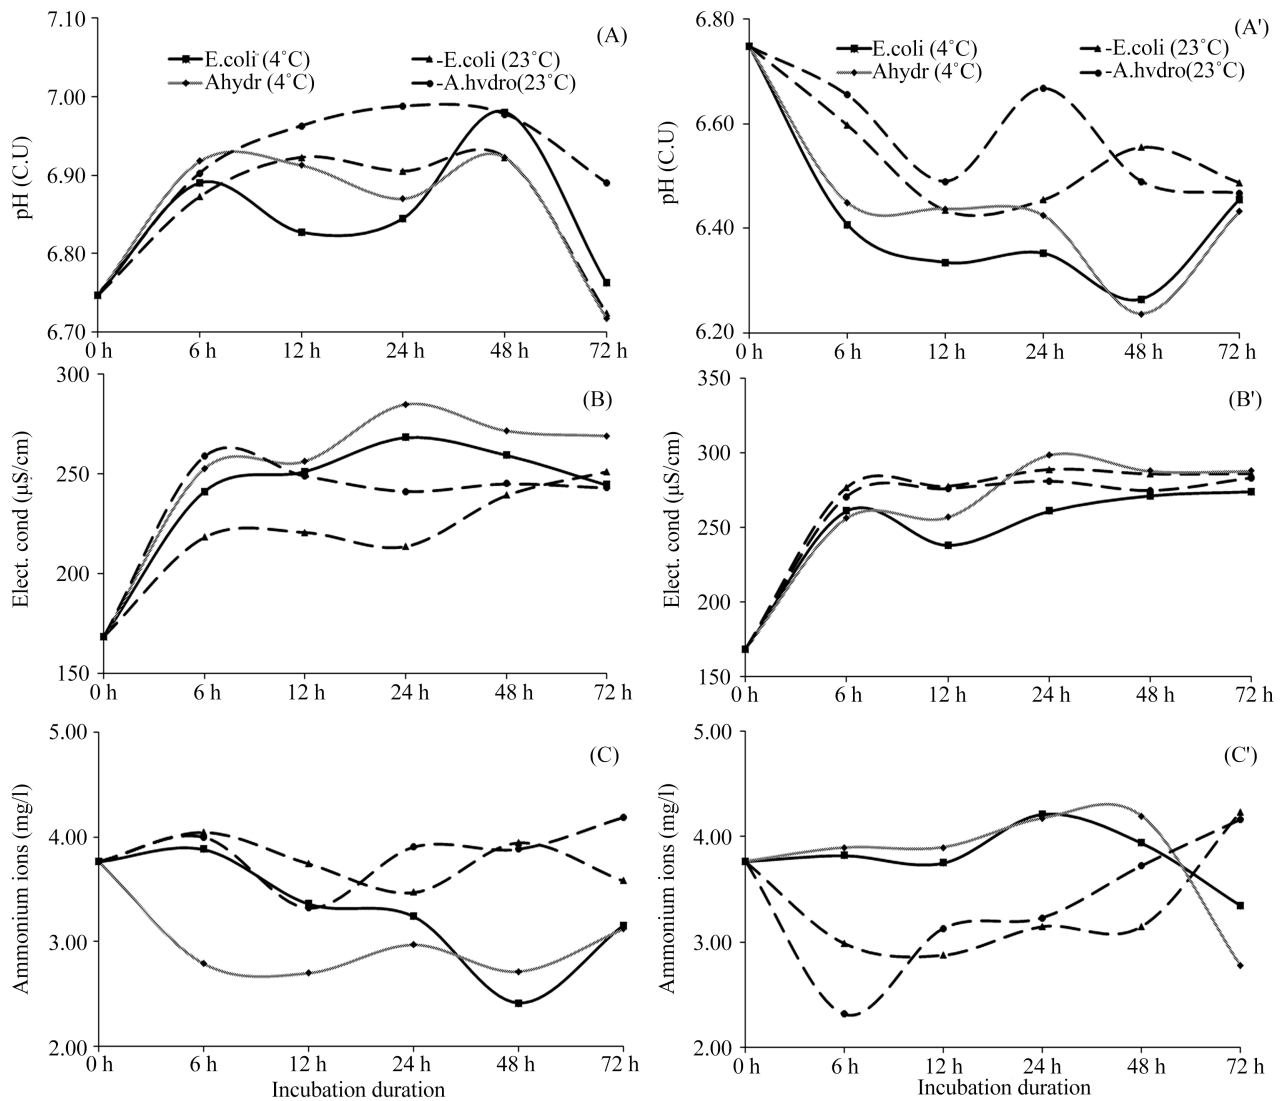 7.10
(A)
E.coli (4°C)
-E.coli (23°C)
Ahydr (4°C)
-A.hvdro(23°C)
7.00
6.90
6.80
6.70
pH (C.U)
0 h 6 h 12 h 24 h 48 h 72 h
6.80
(A')
E.coli (4°C)
-E.coli (23°C)
Ahydr (4°C)
-A.hvdro(23°C)
6.60
6.40
6.20
pH (C.U)
0 h 6 h 12 h 24 h 48 h 72 h
300
(B)
250
200
150
Elect. cond (µS/cm)
0 h 6 h 12 h 24 h 48 h 72 h
350
(B')
300
250
200
150
Elect. cond (µS/cm)
0 h 6 h 12 h 24 h 48 h 72 h
5.00
(C)
4.00
3.00
2.00
Ammonium ions (mg/l)
0 h 6 h 12 h 24 h 48 h 72 h
Incubation duration
5.00
(C')
4.00
3.00
2.00
Ammonium ions (mg/l)
0 h 6 h 12 h 24 h 48 h 72 h
Incubation duration